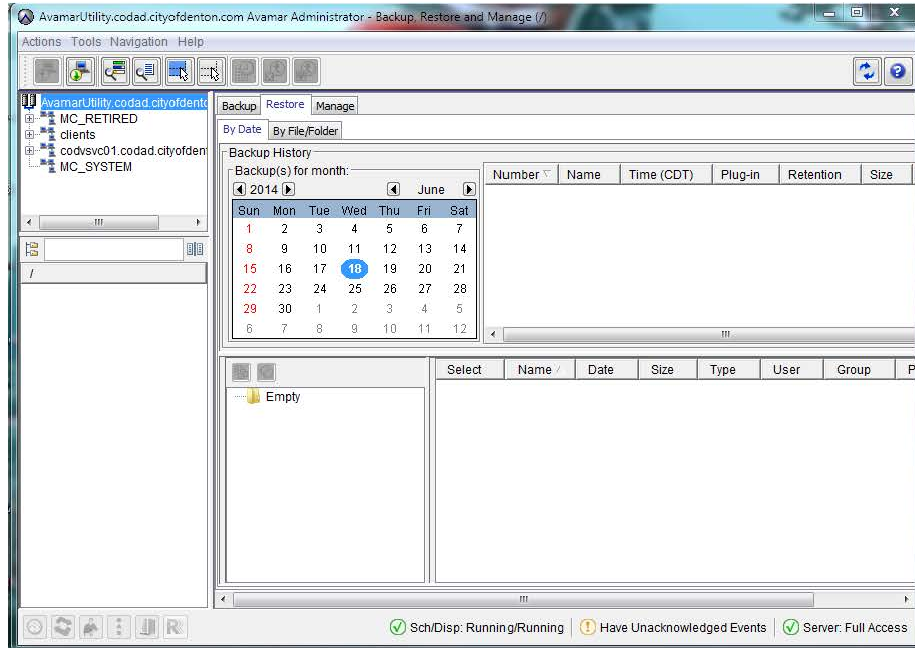 AvamarUtility.codad.cityofdenton.com Avamar Administrator - Backup, Restore and Manage (/)
Actions Tools Navigation Help
AvamarUtility.codad.cityofdento
MC_RETIRED
clients
codvsvc01.codad.cityofden
MC_SYSTEM
/
Backup Restore Manage
By Date By File/Folder
Backup History
Backup(s) for month:
2014 June
Sun Mon Tue Wed Thu Fri Sat
1 2 3 4 5 6 7
8 9 10 11 12 13 14
15 16 17 18 19 20 21
22 23 24 25 26 27 28
29 30 1 2 3 4 5
6 7 8 9 10 11 12
Number Name Time (CDT) Plug-in Retention Size
Empty
Select Name Date Size Type User Group P
Sch/Disp: Running/Running Have Unacknowledged Events Server: Full Access